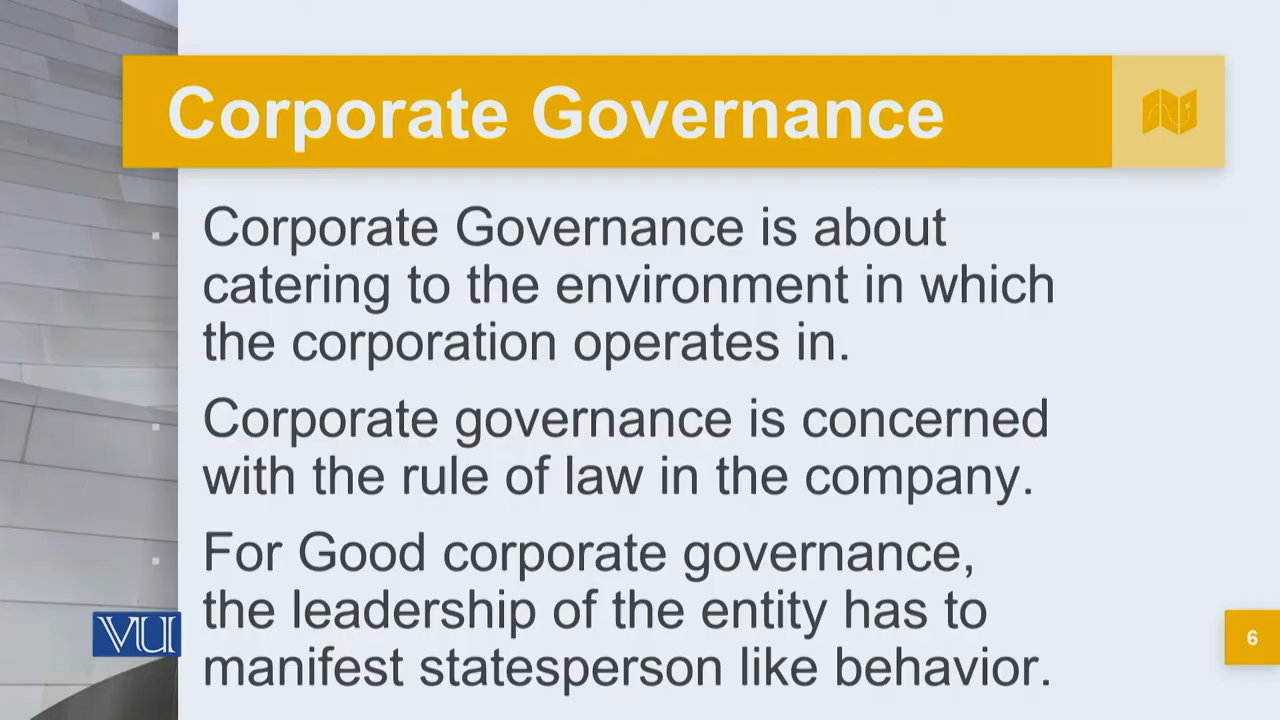 Corporate Governance
Corporate Governance is about
catering to the environment in which
the corporation operates in.
Corporate governance is concerned
with the rule of law in the company.
For Good corporate governance,
the leadership of the entity has to
manifest statesperson like behavior.
VU
6